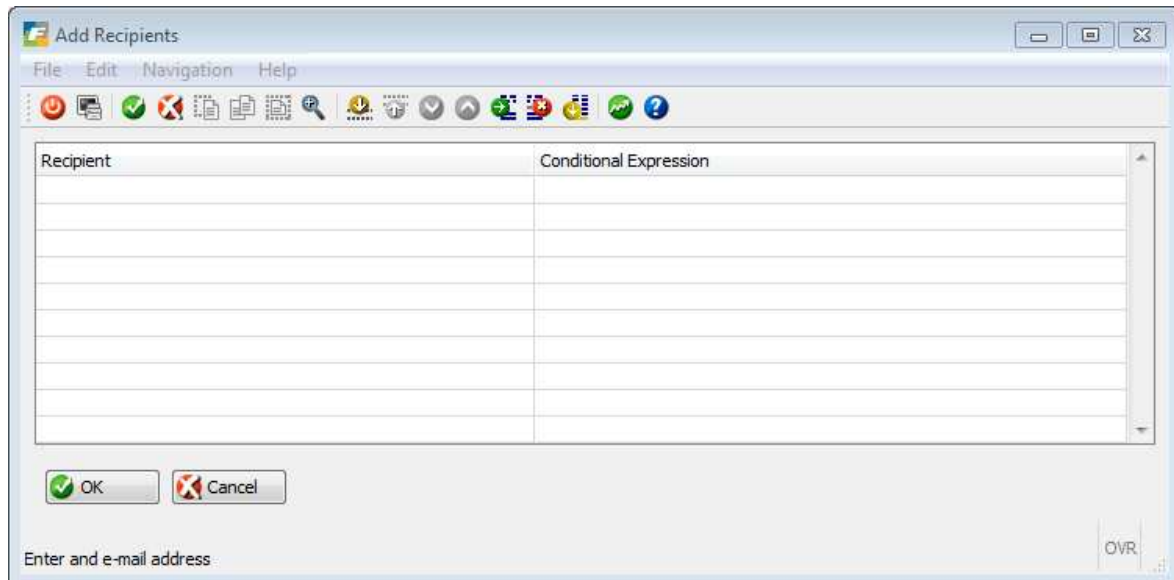 Add Recipients
File Edit Navigation Help
Recipient Conditional Expression
OK Cancel
Enter and e-mail address
OVR